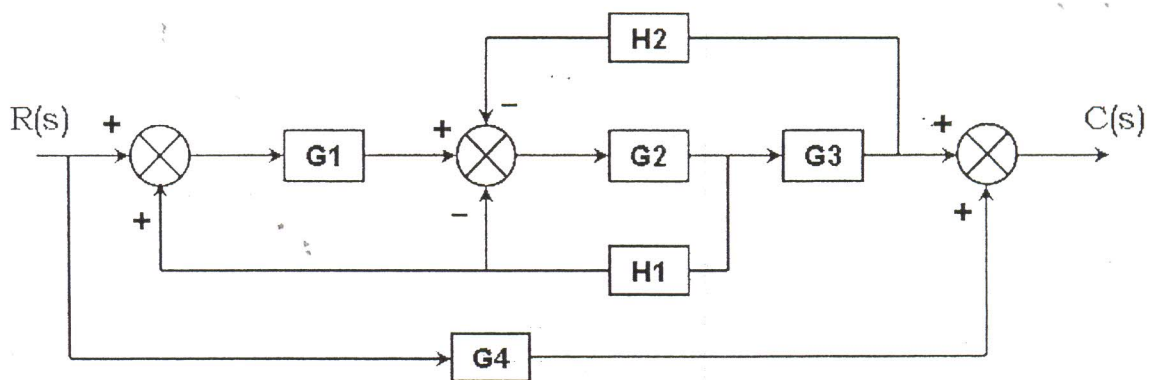 H2
R(s) + + − G1 G2 G3 + C(s)
+ − +
H1
G4